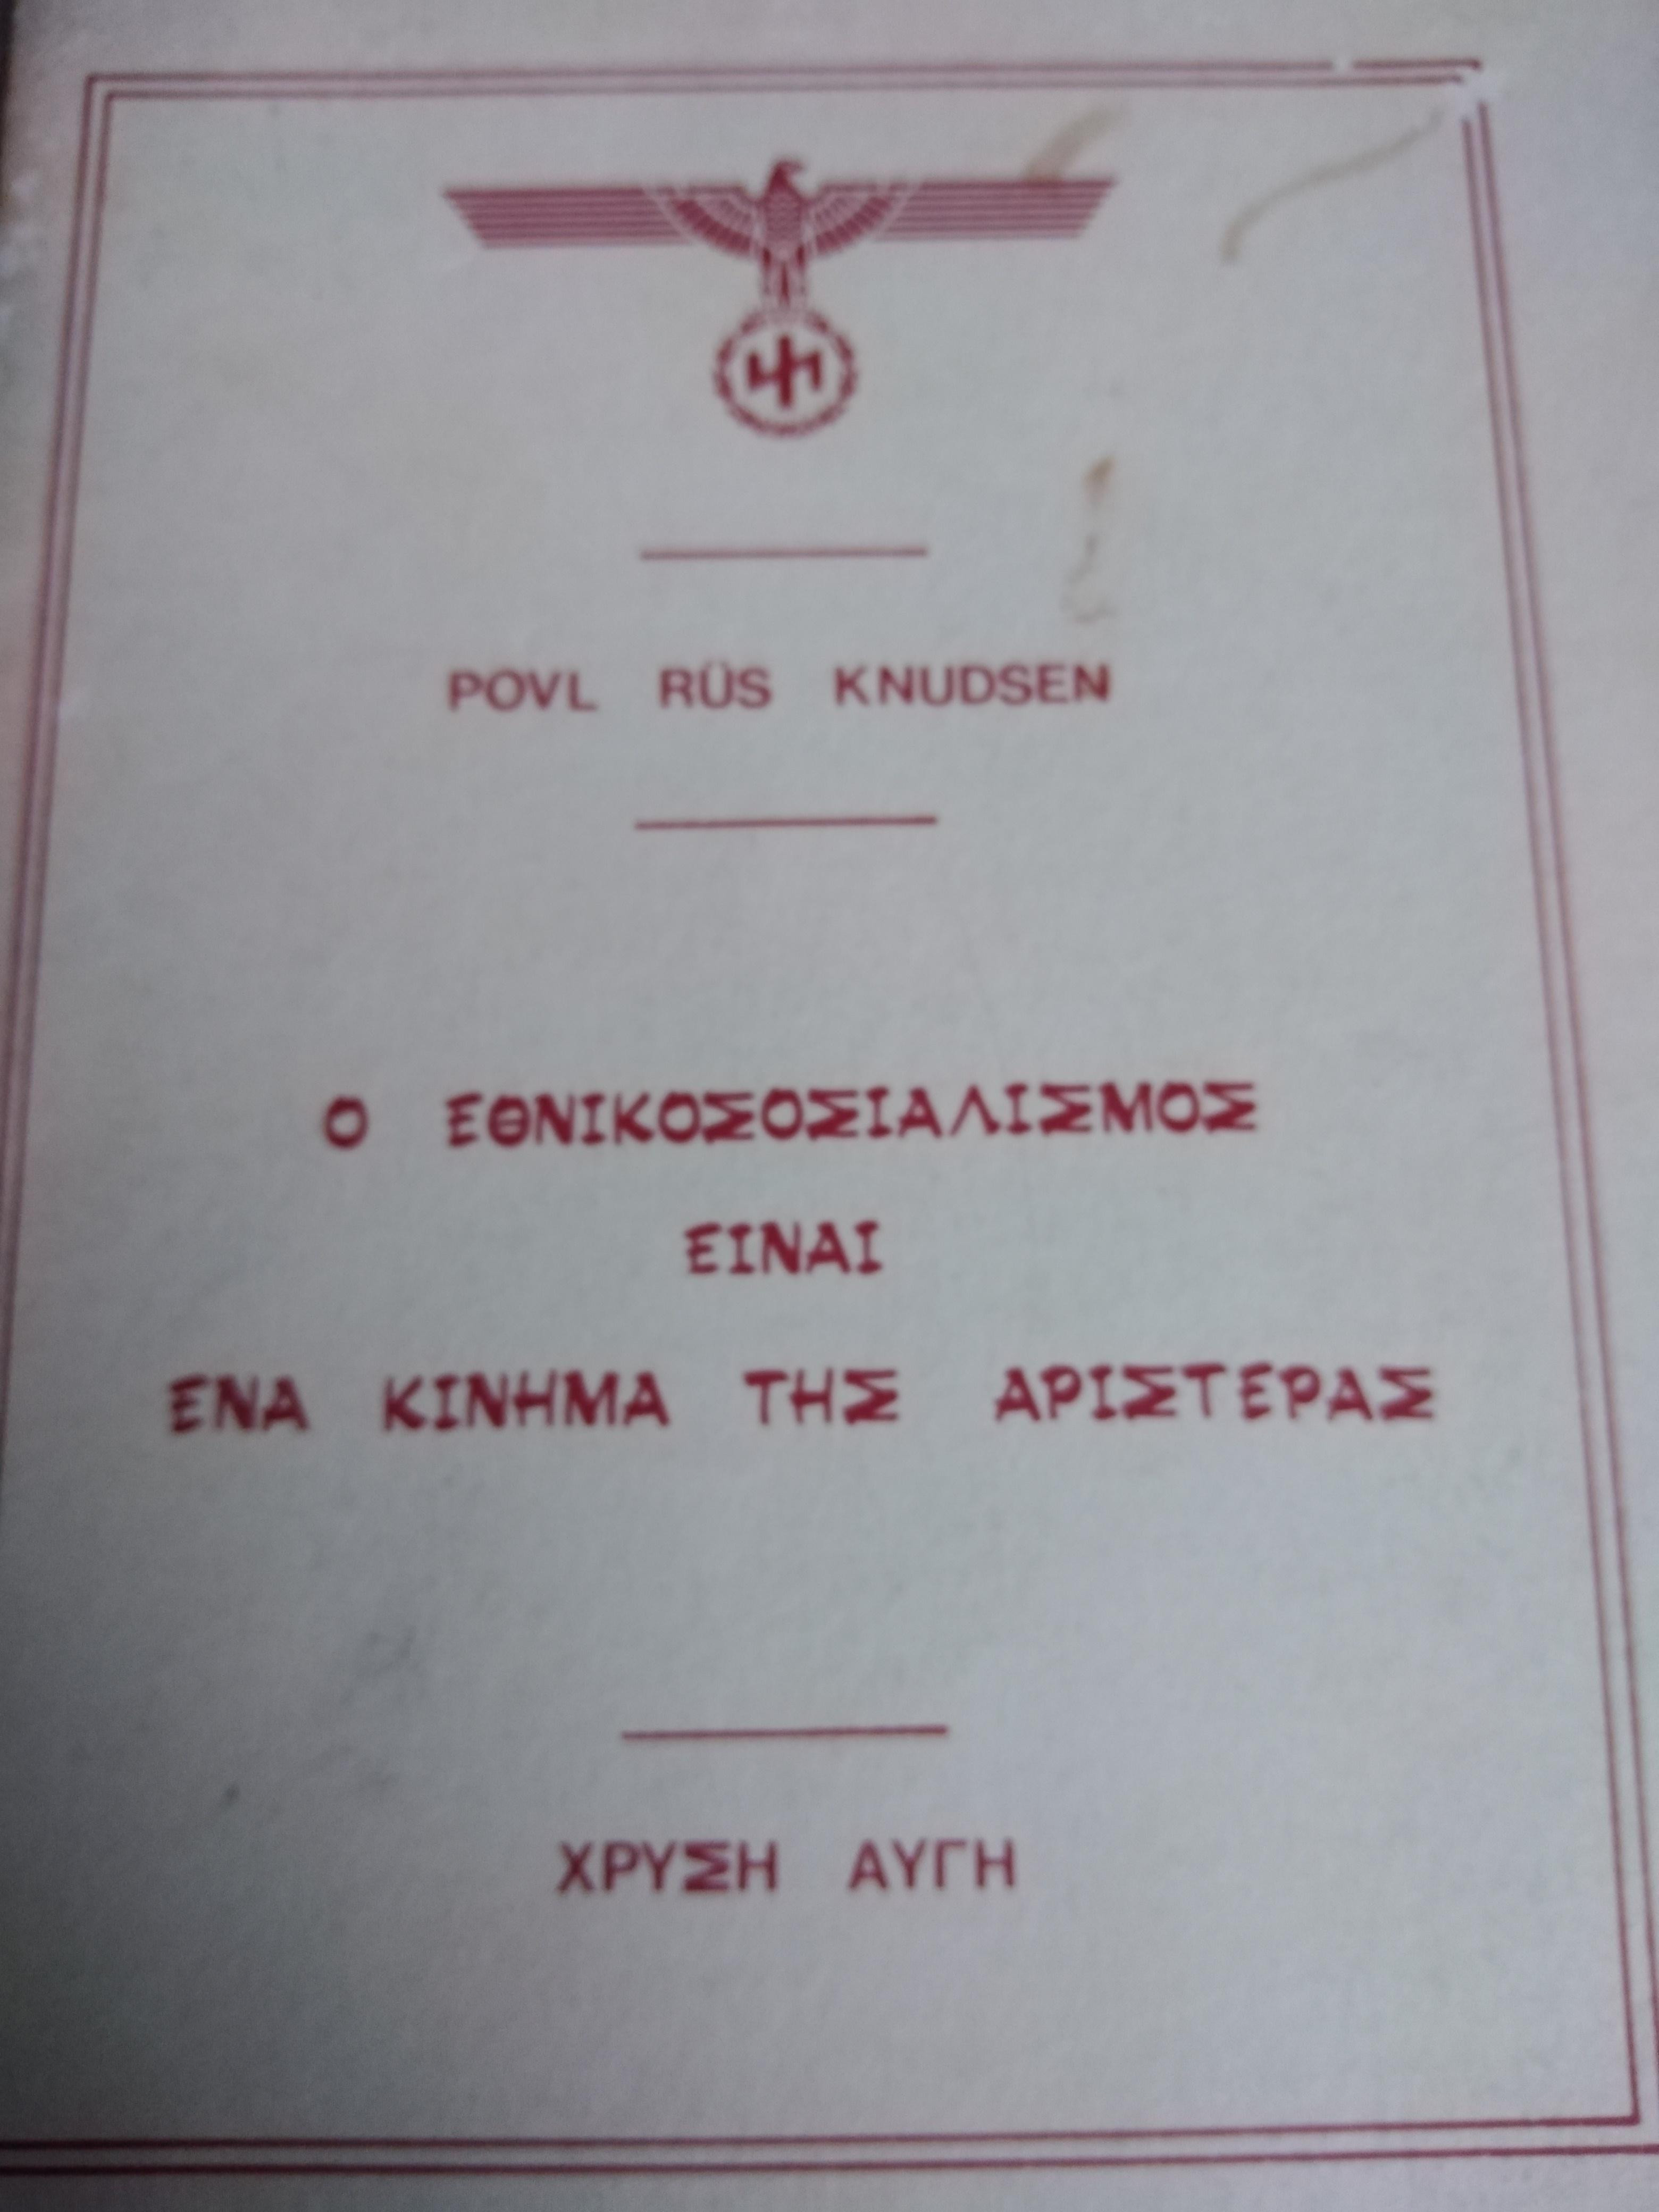 POVL RÜS KNUDSEN
Ο ΕΘΝΙΚΟΣΟΣΙΑΛΙΣΜΟΣ
ΕΙΝΑΙ
ΕΝΑ ΚΙΝΗΜΑ ΤΗΣ ΑΡΙΣΤΕΡΑΣ
ΧΡΥΣΗ ΑΥΓΗ